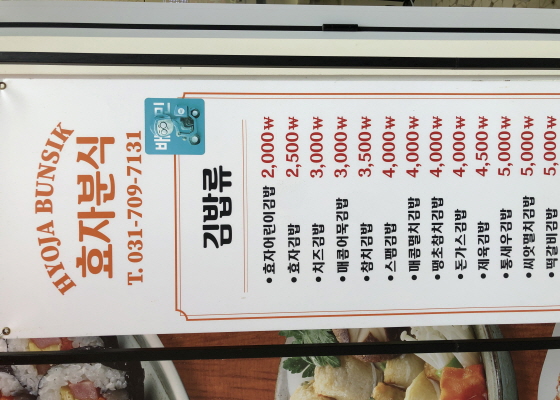 HYOJA BUNSIK
효자분식
T. 031-709-7131
배민
김밥류
• 효자어린이김밥 2,000₩
• 효자김밥 2,500₩
• 치즈김밥 3,000₩
• 매콤어묵김밥 3,000₩
• 참치김밥 3,500₩
• 스팸김밥 4,000₩
• 매콤멸치김밥 4,000₩
• 땡초참치김밥 4,000₩
• 돈가스김밥 4,000₩
• 제육김밥 4,500₩
• 통새우김밥 5,000₩
• 씨앗멸치김밥 5,000₩
• 떡갈비김밥 5,000₩